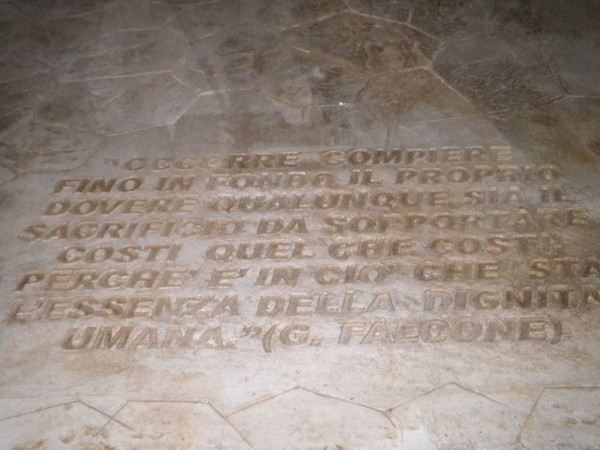 "OCCORRE COMPIERE
FINO IN FONDO IL PROPRIO
DOVERE QUALUNQUE SIA IL
SACRIFICIO DA SOPPORTARE
COSTI QUEL CHE COSTI
PERCHE' E' IN CIO' CHE STA
L'ESSENZA DELLA DIGNITA
UMANA."(G. FALCONE)